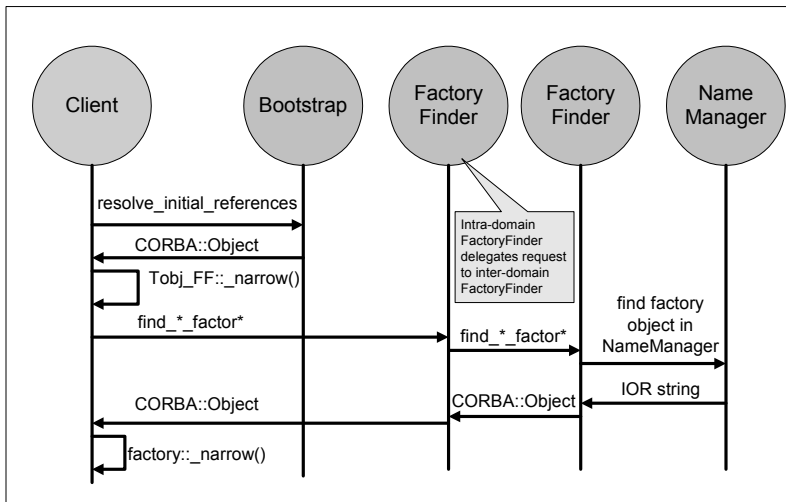 Client
Bootstrap
Factory
Finder
Factory
Finder
Name
Manager
resolve_initial_references
CORBA::Object
Tobj_FF::_narrow()
Intra-domain
FactoryFinder
delegates request
to inter-domain
FactoryFinder
find_*_factor*
find_*_factor*
find factory
object in
NameManager
IOR string
CORBA::Object
CORBA::Object
factory::_narrow()